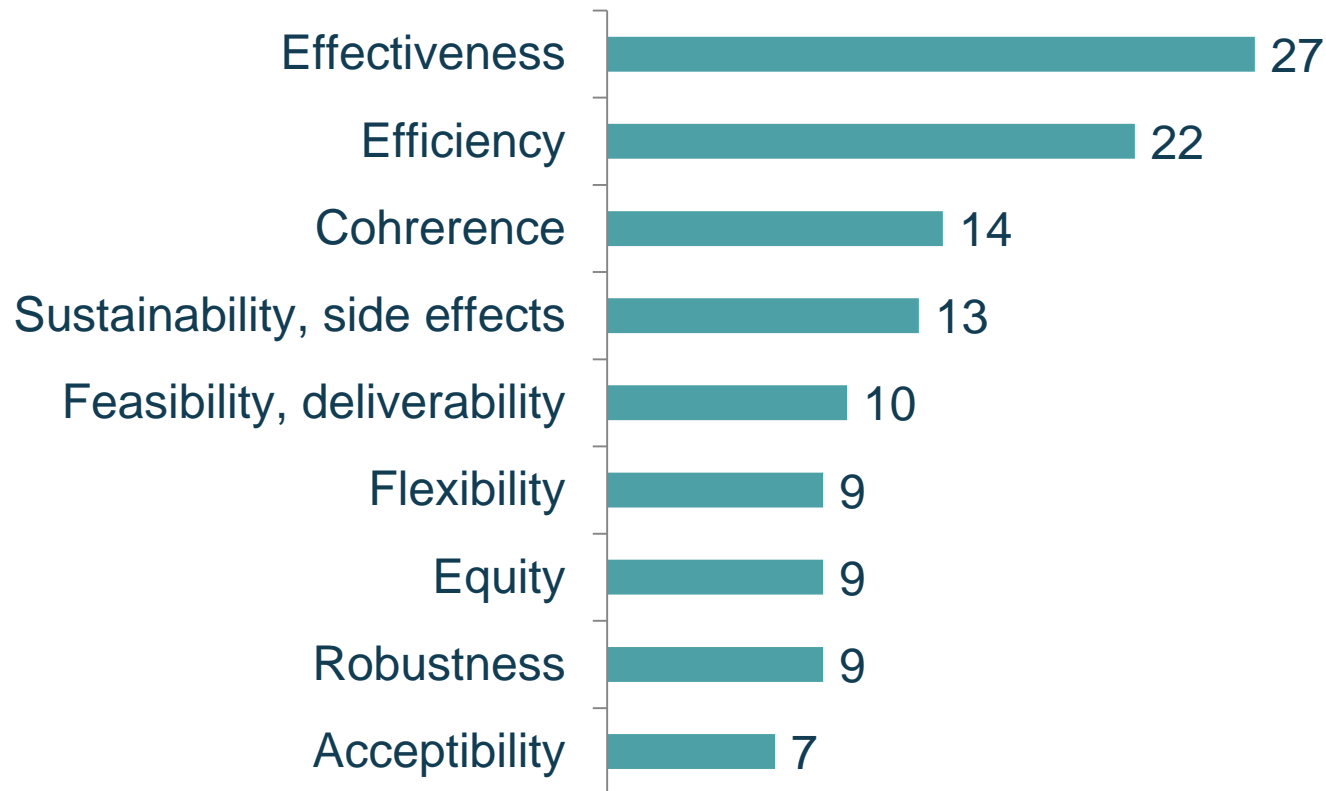 Effectiveness 27
Efficiency 22
Cohrerence 14
Sustainability, side effects 13
Feasibility, deliverability 10
Flexibility 9
Equity 9
Robustness 9
Acceptibility 7